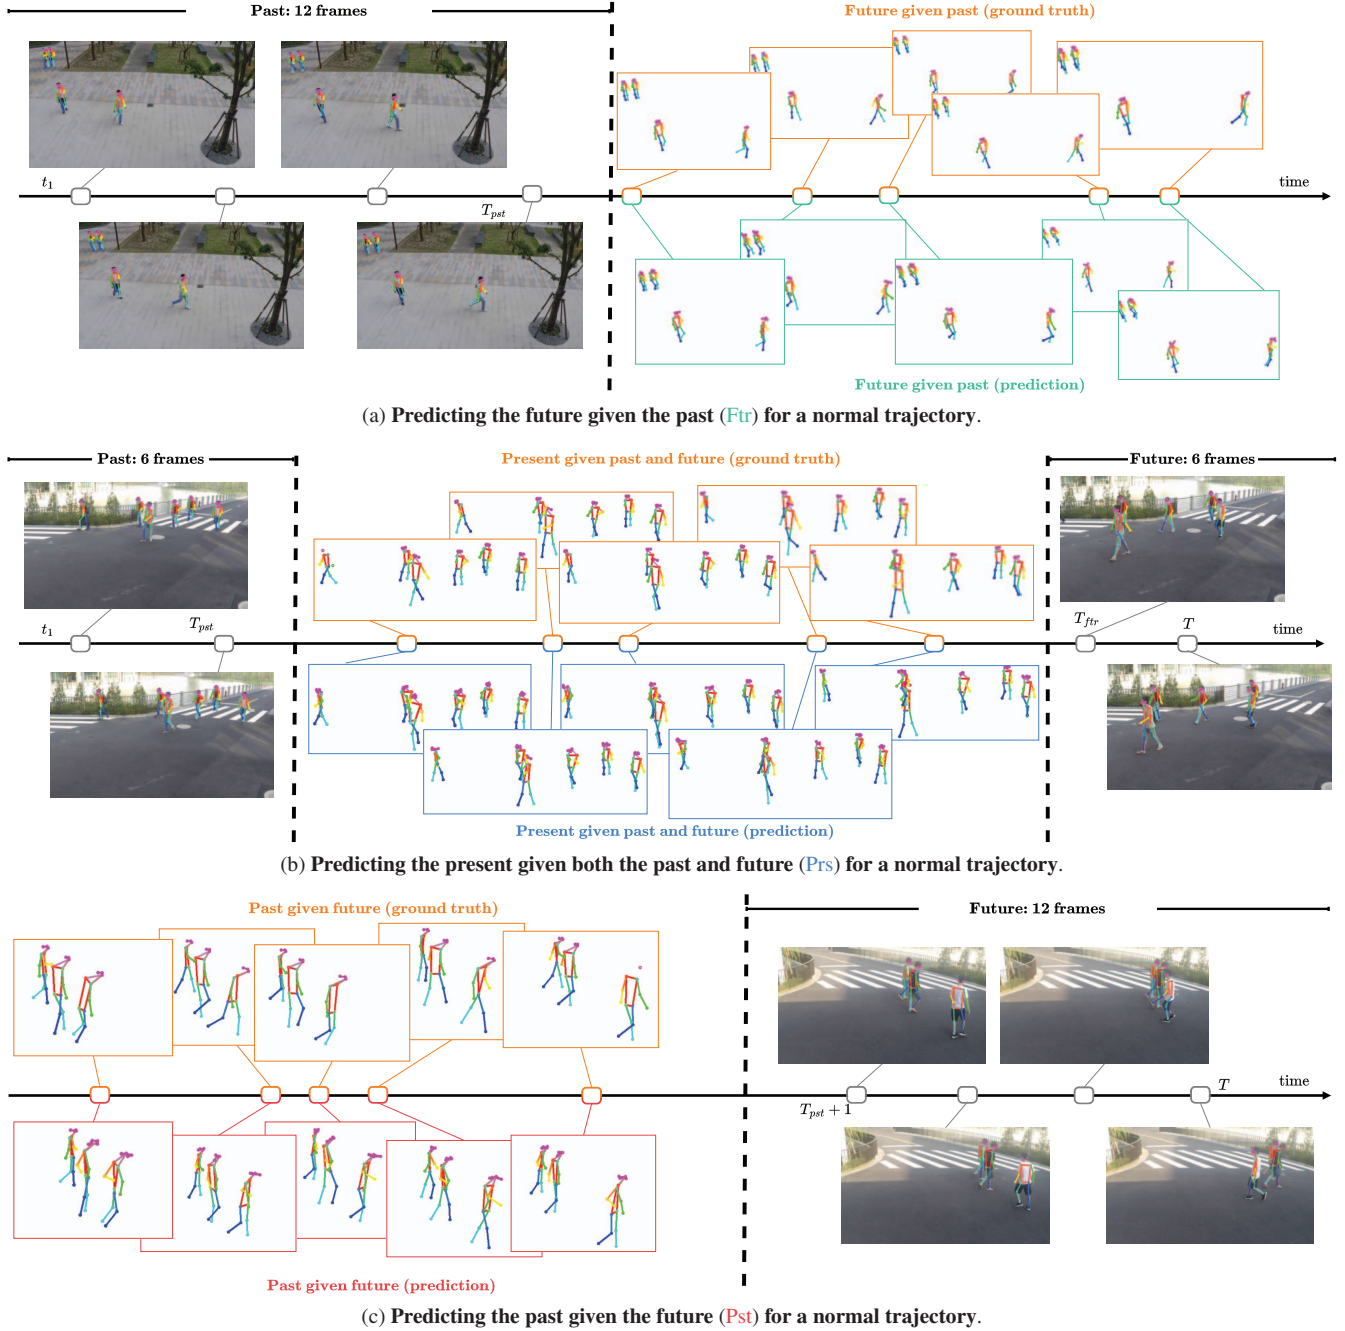 Past: 12 frames
Future given past (ground truth)
t1
Tpst
time
Future given past (prediction)
(a) Predicting the future given the past (Ftr) for a normal trajectory.
Past: 6 frames
Present given past and future (ground truth)
Future: 6 frames
t1
Tpst
Tftr
T
time
Present given past and future (prediction)
(b) Predicting the present given both the past and future (Prs) for a normal trajectory.
Past given future (ground truth)
Future: 12 frames
Tpst + 1
T
time
Past given future (prediction)
(c) Predicting the past given the future (Pst) for a normal trajectory.